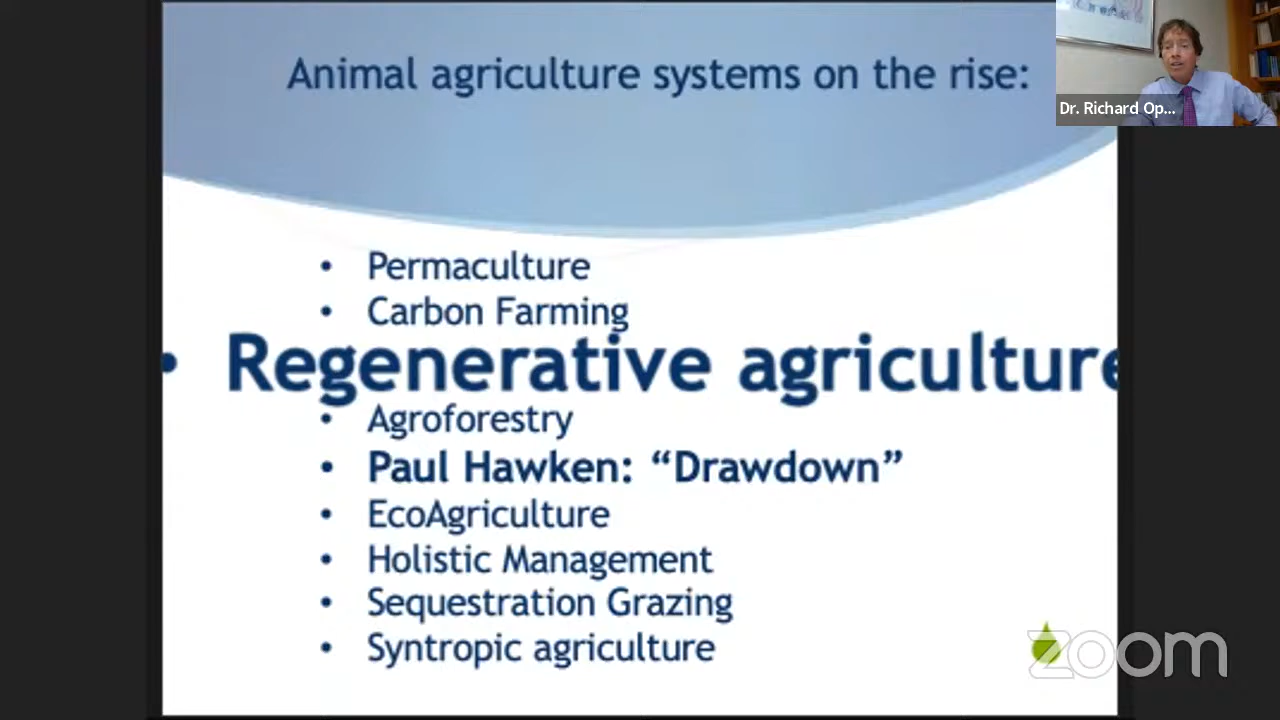 Animal agriculture systems on the rise:
Dr. Richard Op...
• Permaculture
• Carbon Farming
• Regenerative agriculture
• Agroforestry
• Paul Hawken: “Drawdown”
• EcoAgriculture
• Holistic Management
• Sequestration Grazing
• Syntropic agriculture
zoom